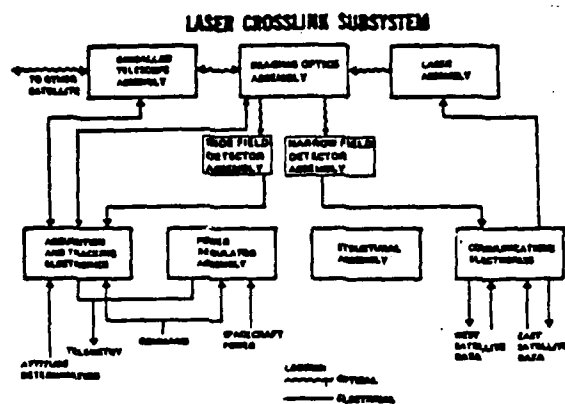 LASER CROSSLINK SUBSYSTEM
GIMBALLED
TELESCOPE
ASSEMBLY
IMAGING OPTICS
ASSEMBLY
LASER
ASSEMBLY
TO OTHER
SATELLITE
WIDE FIELD
DETECTOR
ASSEMBLY
NARROW FIELD
DETECTOR
ASSEMBLY
ACQUISITION
AND TRACKING
ELECTRONICS
POWER
REGULATOR
ASSEMBLY
STRUCTURAL
ASSEMBLY
COMMUNICATIONS
ELECTRONICS
TELEMETRY
COMMANDS
SPACECRAFT
POWER
ATTITUDE
DETERMINATION
WEST
SATELLITE
DATA
EAST
SATELLITE
DATA
LEGEND
OPTICAL
ELECTRICAL